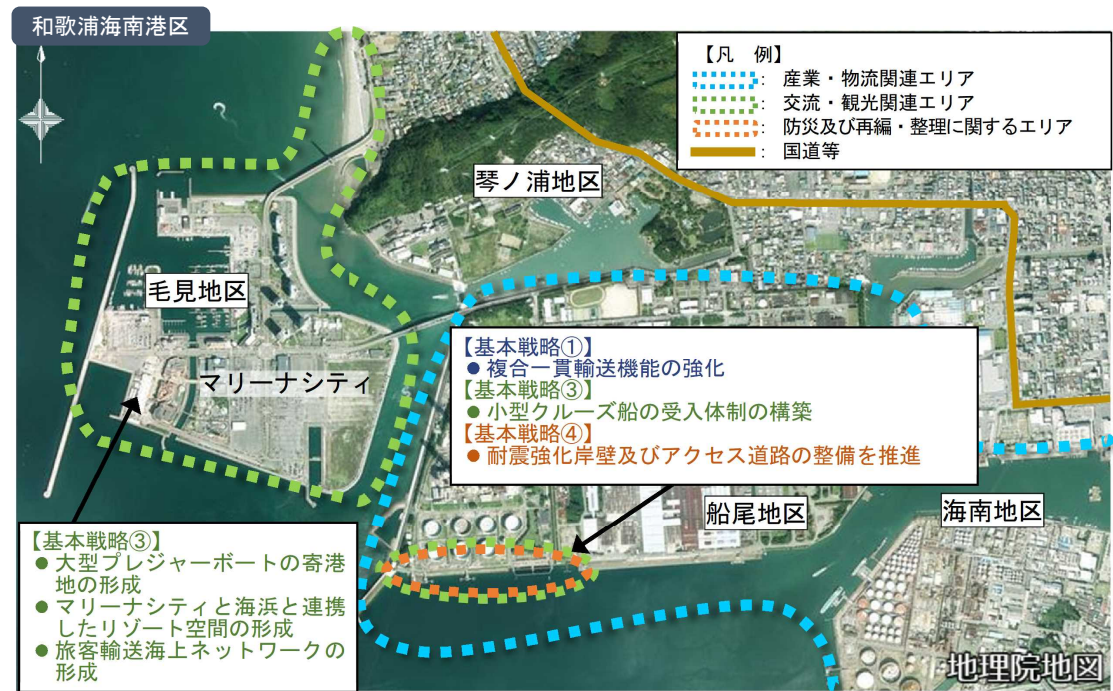 和歌浦海南港区
【凡　例】
： 産業・物流関連エリア
： 交流・観光関連エリア
： 防災及び再編・整理に関するエリア
： 国道等
琴ノ浦地区
毛見地区
マリーナシティ
【基本戦略①】
● 複合一貫輸送機能の強化
【基本戦略③】
● 小型クルーズ船の受入体制の構築
【基本戦略④】
● 耐震強化岸壁及びアクセス道路の整備を推進
船尾地区
海南地区
【基本戦略③】
● 大型プレジャーボートの寄港
地の形成
● マリーナシティと海浜と連携
したリゾート空間の形成
● 旅客輸送海上ネットワークの
形成
地理院地図